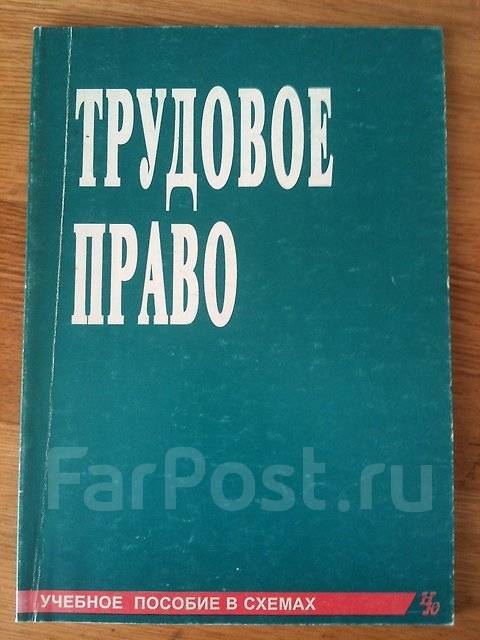 ТРУДОВОЕ
ПРАВО
FarPost.ru
УЧЕБНОЕ ПОСОБИЕ В СХЕМАХ
Н
Ю